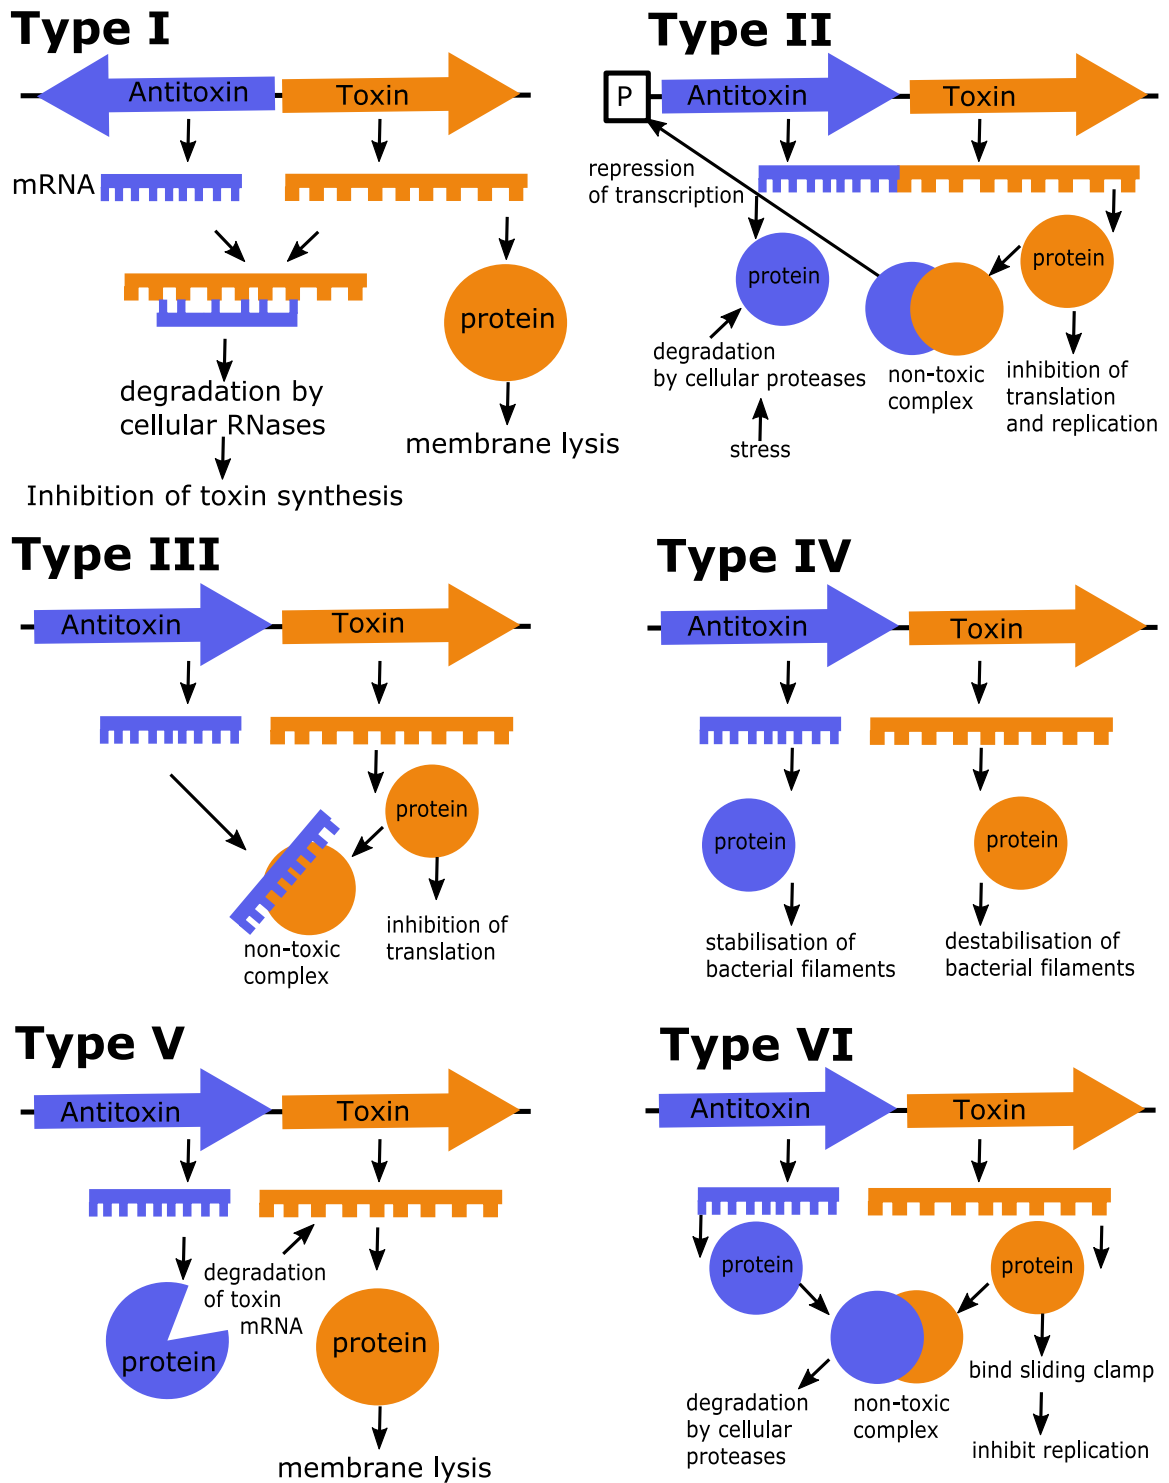 Type I
Antitoxin
Toxin
mRNA
protein
degradation by
cellular RNases
membrane lysis
Inhibition of toxin synthesis
Type II
P
Antitoxin
Toxin
repression
of transcription
protein
protein
degradation
by cellular proteases
stress
non-toxic
complex
inhibition of
translation
and replication
Type III
Antitoxin
Toxin
protein
non-toxic
complex
inhibition of
translation
Type IV
Antitoxin
Toxin
protein
protein
stabilisation of
bacterial filaments
destabilisation of
bacterial filaments
Type V
Antitoxin
Toxin
degradation
of toxin
mRNA
protein
protein
membrane lysis
Type VI
Antitoxin
Toxin
protein
protein
degradation
by cellular
proteases
non-toxic
complex
bind sliding clamp
inhibit replication